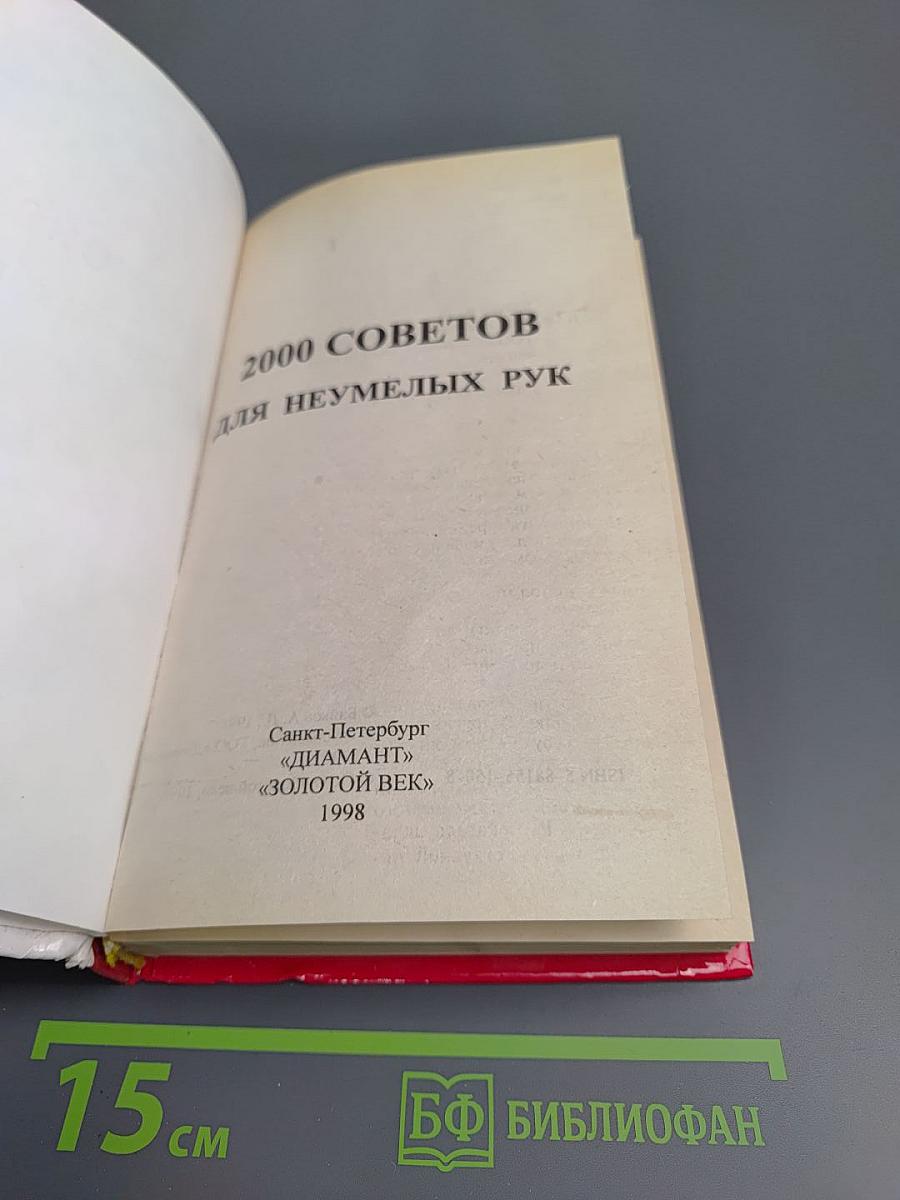 2000 СОВЕТОВ
ДЛЯ НЕУМЕЛЫХ РУК
Санкт-Петербург
«ДИАМАНТ»
«ЗОЛОТОЙ ВЕК»
1998
15 см
БФ БИБЛИОФАН